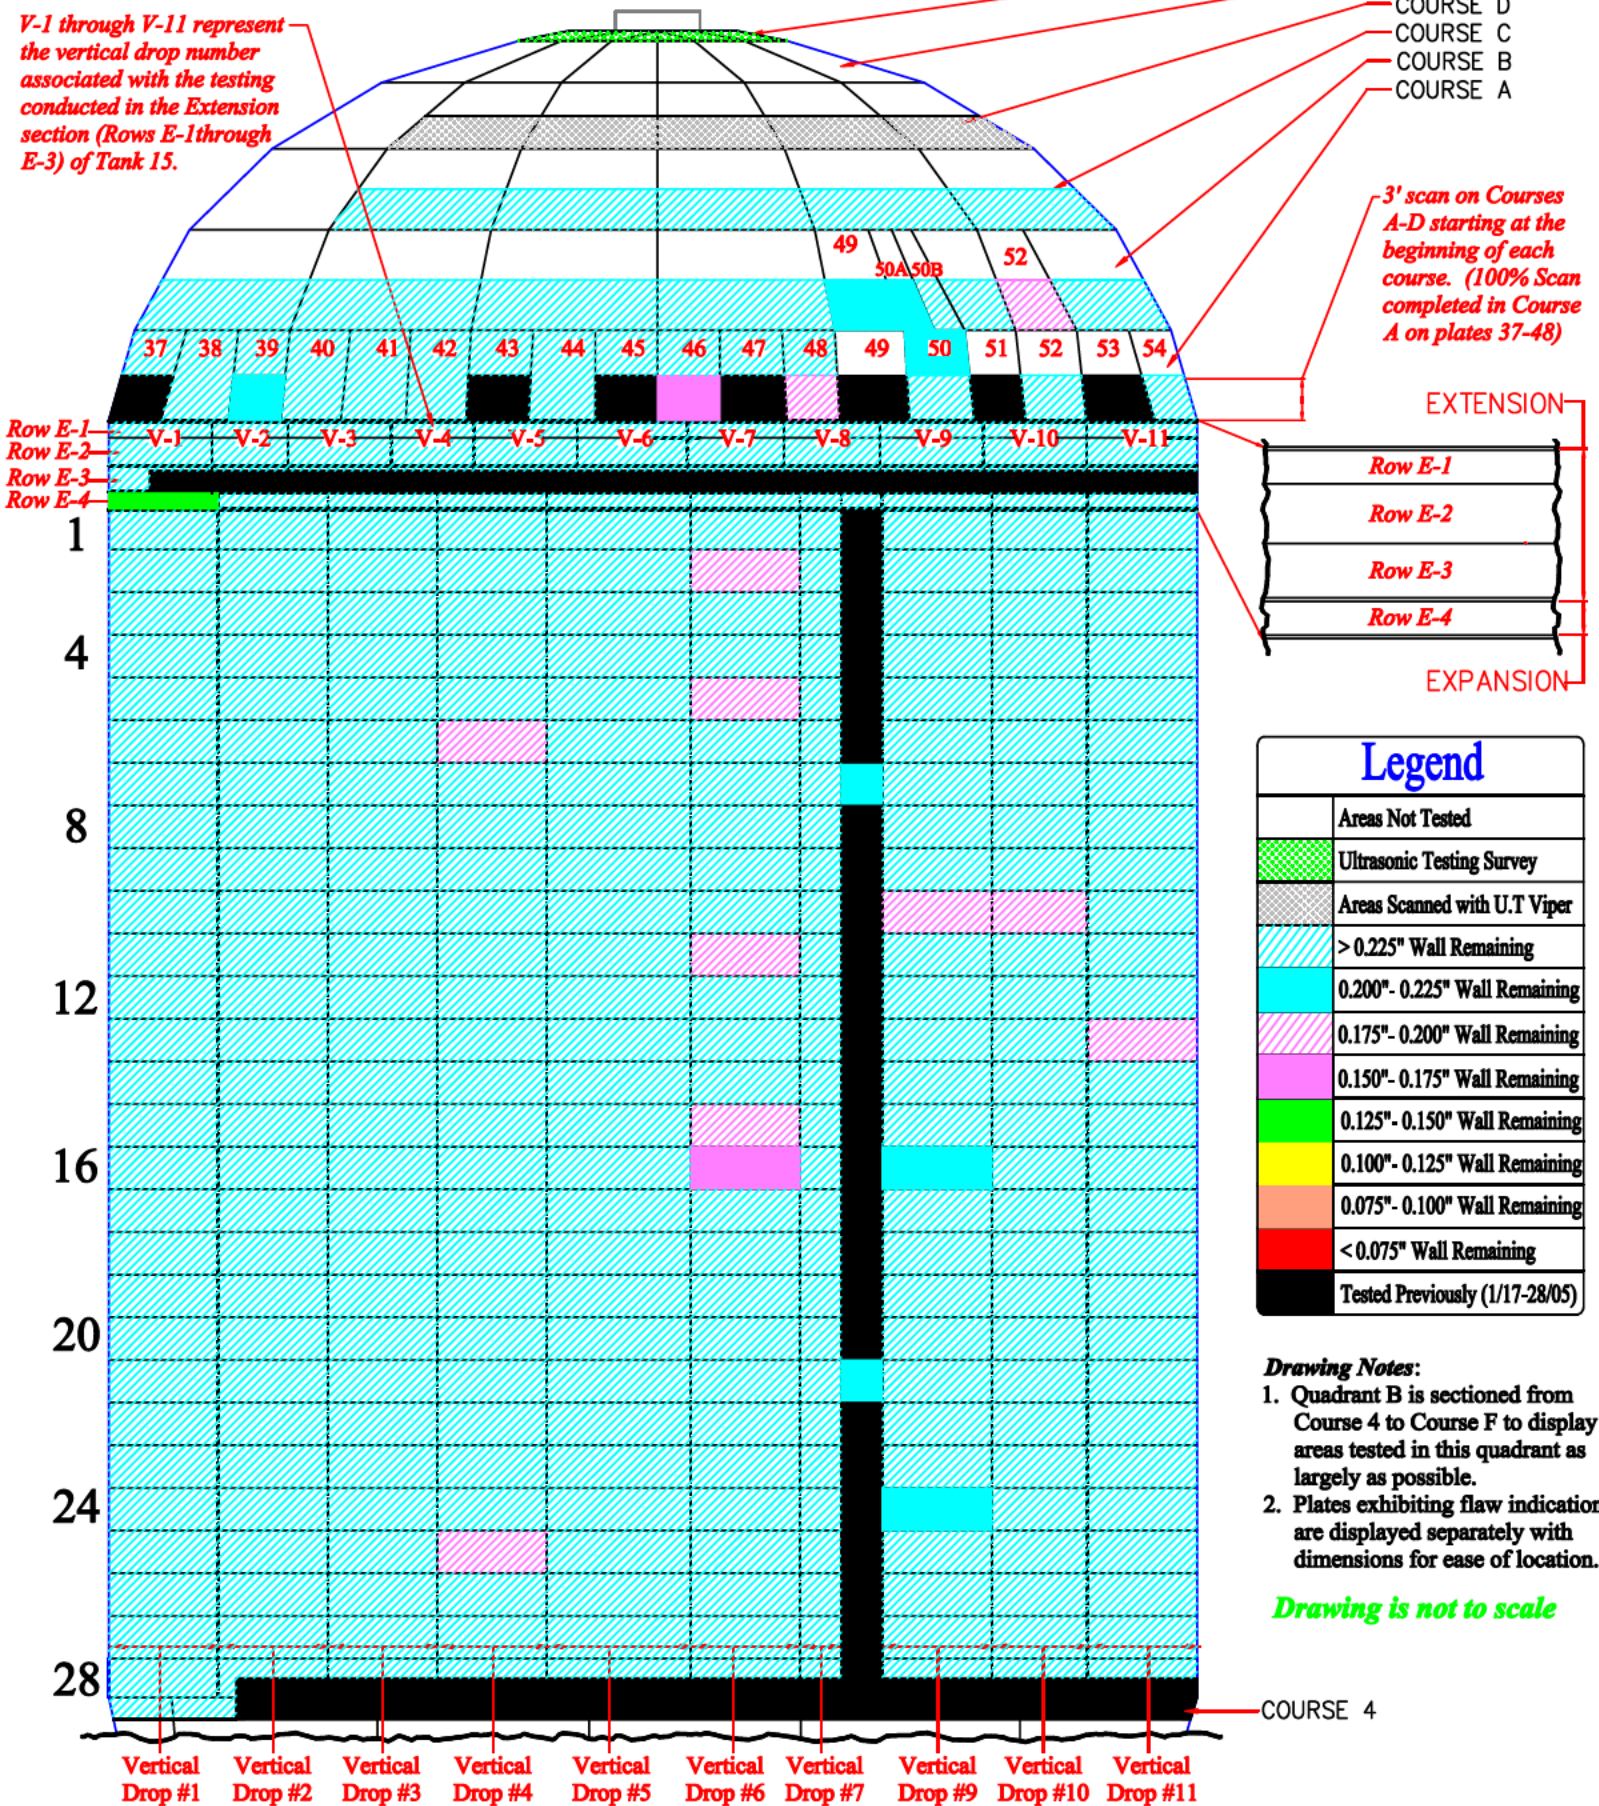 V-1 through V-11 represent
the vertical drop number
associated with the testing
conducted in the Extension
section (Rows E-1through
E-3) of Tank 15.
COURSE D
COURSE C
COURSE B
COURSE A
3' scan on Courses
A-D starting at the
beginning of each
course. (100% Scan
completed in Course
A on plates 37-48)
49
50A 50B
52
37 38 39 40 41 42 43 44 45 46 47 48 49 50 51 52 53 54
Row E-1
Row E-2
Row E-3
Row E-4
V-1 V-2 V-3 V-4 V-5 V-6 V-7 V-8 V-9 V-10 V-11
EXTENSION
Row E-1
Row E-2
Row E-3
Row E-4
EXPANSION
1
4
8
12
16
20
24
28
Legend
Areas Not Tested
Ultrasonic Testing Survey
Areas Scanned with U.T Viper
> 0.225" Wall Remaining
0.200"- 0.225" Wall Remaining
0.175"- 0.200" Wall Remaining
0.150"- 0.175" Wall Remaining
0.125"- 0.150" Wall Remaining
0.100"- 0.125" Wall Remaining
0.075"- 0.100" Wall Remaining
< 0.075" Wall Remaining
Tested Previously (1/17-28/05)
Drawing Notes:
1. Quadrant B is sectioned from
Course 4 to Course F to display
areas tested in this quadrant as
largely as possible.
2. Plates exhibiting flaw indication
are displayed separately with
dimensions for ease of location.
Drawing is not to scale
COURSE 4
Vertical
Drop #1
Vertical
Drop #2
Vertical
Drop #3
Vertical
Drop #4
Vertical
Drop #5
Vertical
Drop #6
Vertical
Drop #7
Vertical
Drop #9
Vertical
Drop #10
Vertical
Drop #11